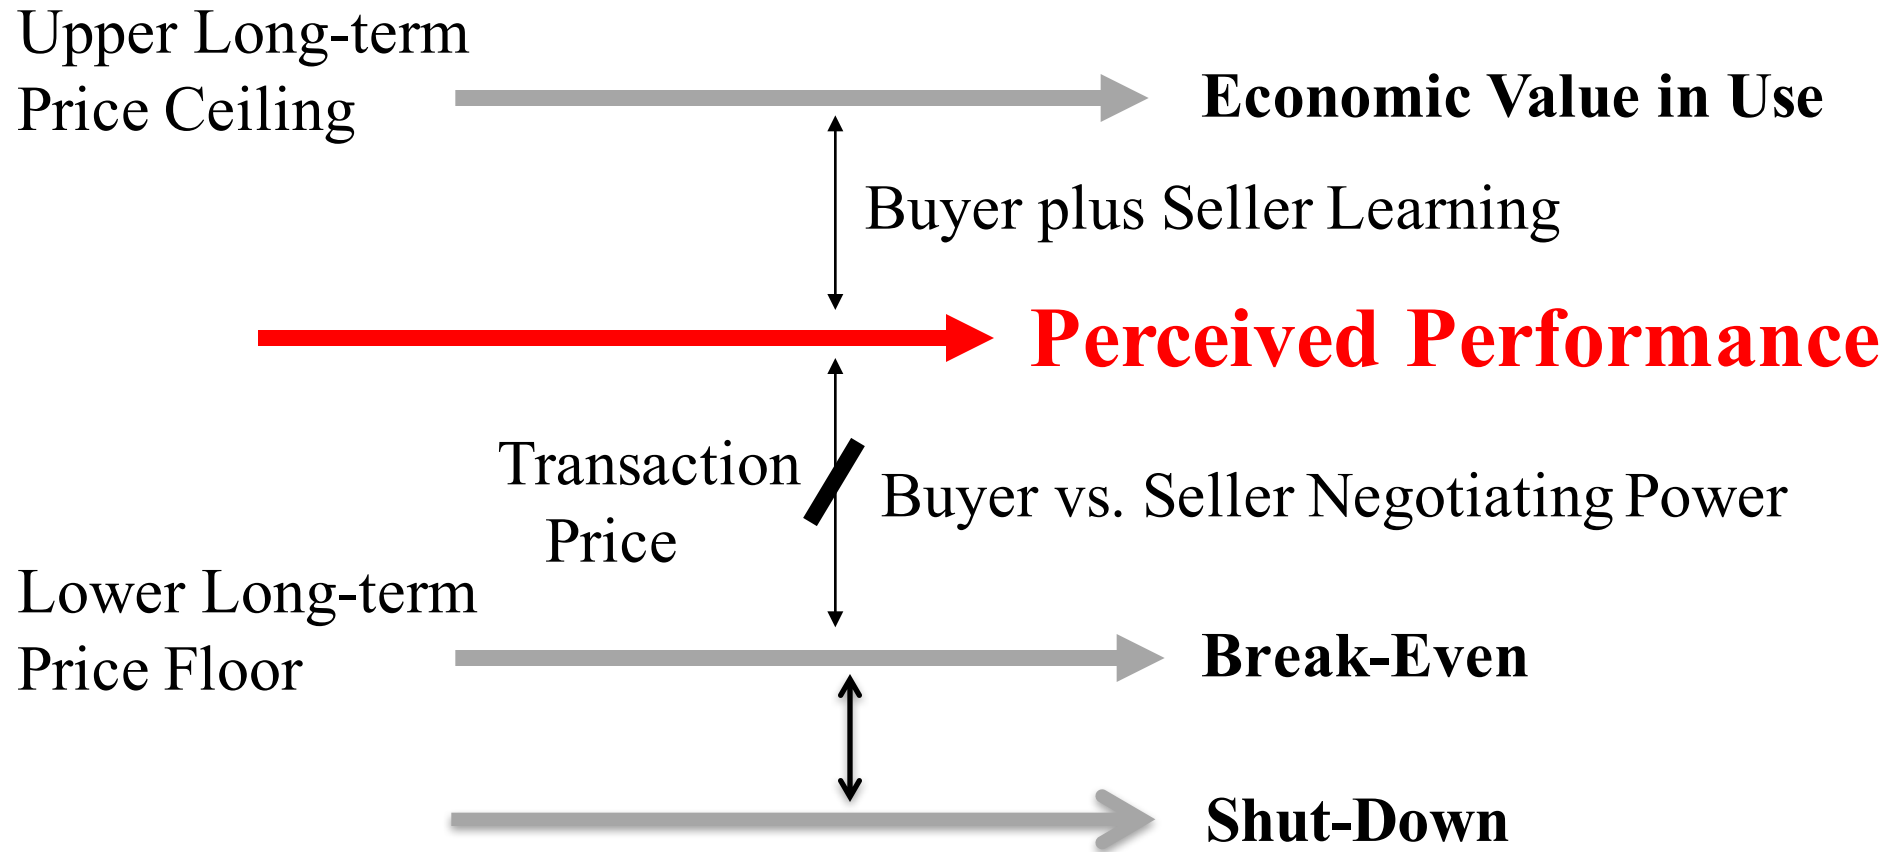 Upper Long-term
Price Ceiling
Economic Value in Use
Buyer plus Seller Learning
Perceived Performance
Transaction
Price
Buyer vs. Seller Negotiating Power
Lower Long-term
Price Floor
Break-Even
Shut-Down